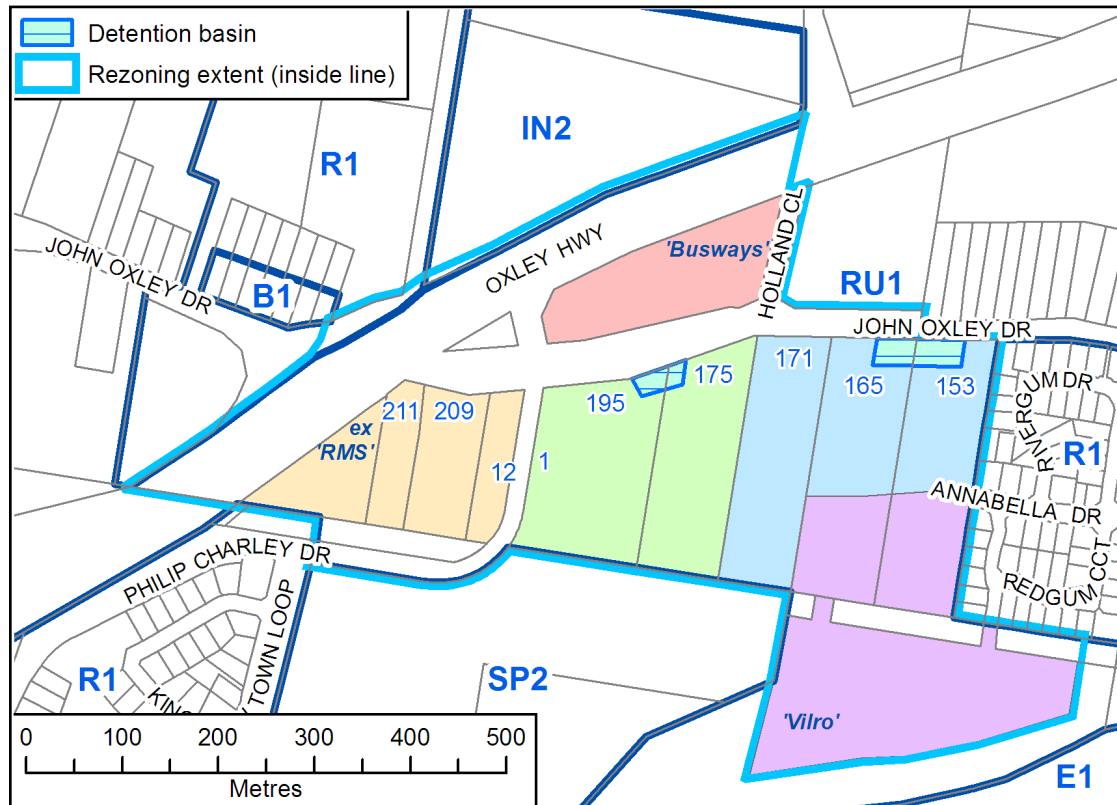 Detention basin
Rezoning extent (inside line)
IN2
R1
JOHN OXLEY DR
B1
OXLEY HWY
'Busways'
HOLLAND CL
RU1
JOHN OXLEY DR
171
175
165
153
195
211
209
ex
'RMS'
12
1
RIVERGUM DR
R1
ANNABELLA DR
REDGUM CCT
PHILIP CHARLEY DR
TOWN LOOP
R1
KING
SP2
'Vilro'
E1
0 100 200 300 400 500
Metres